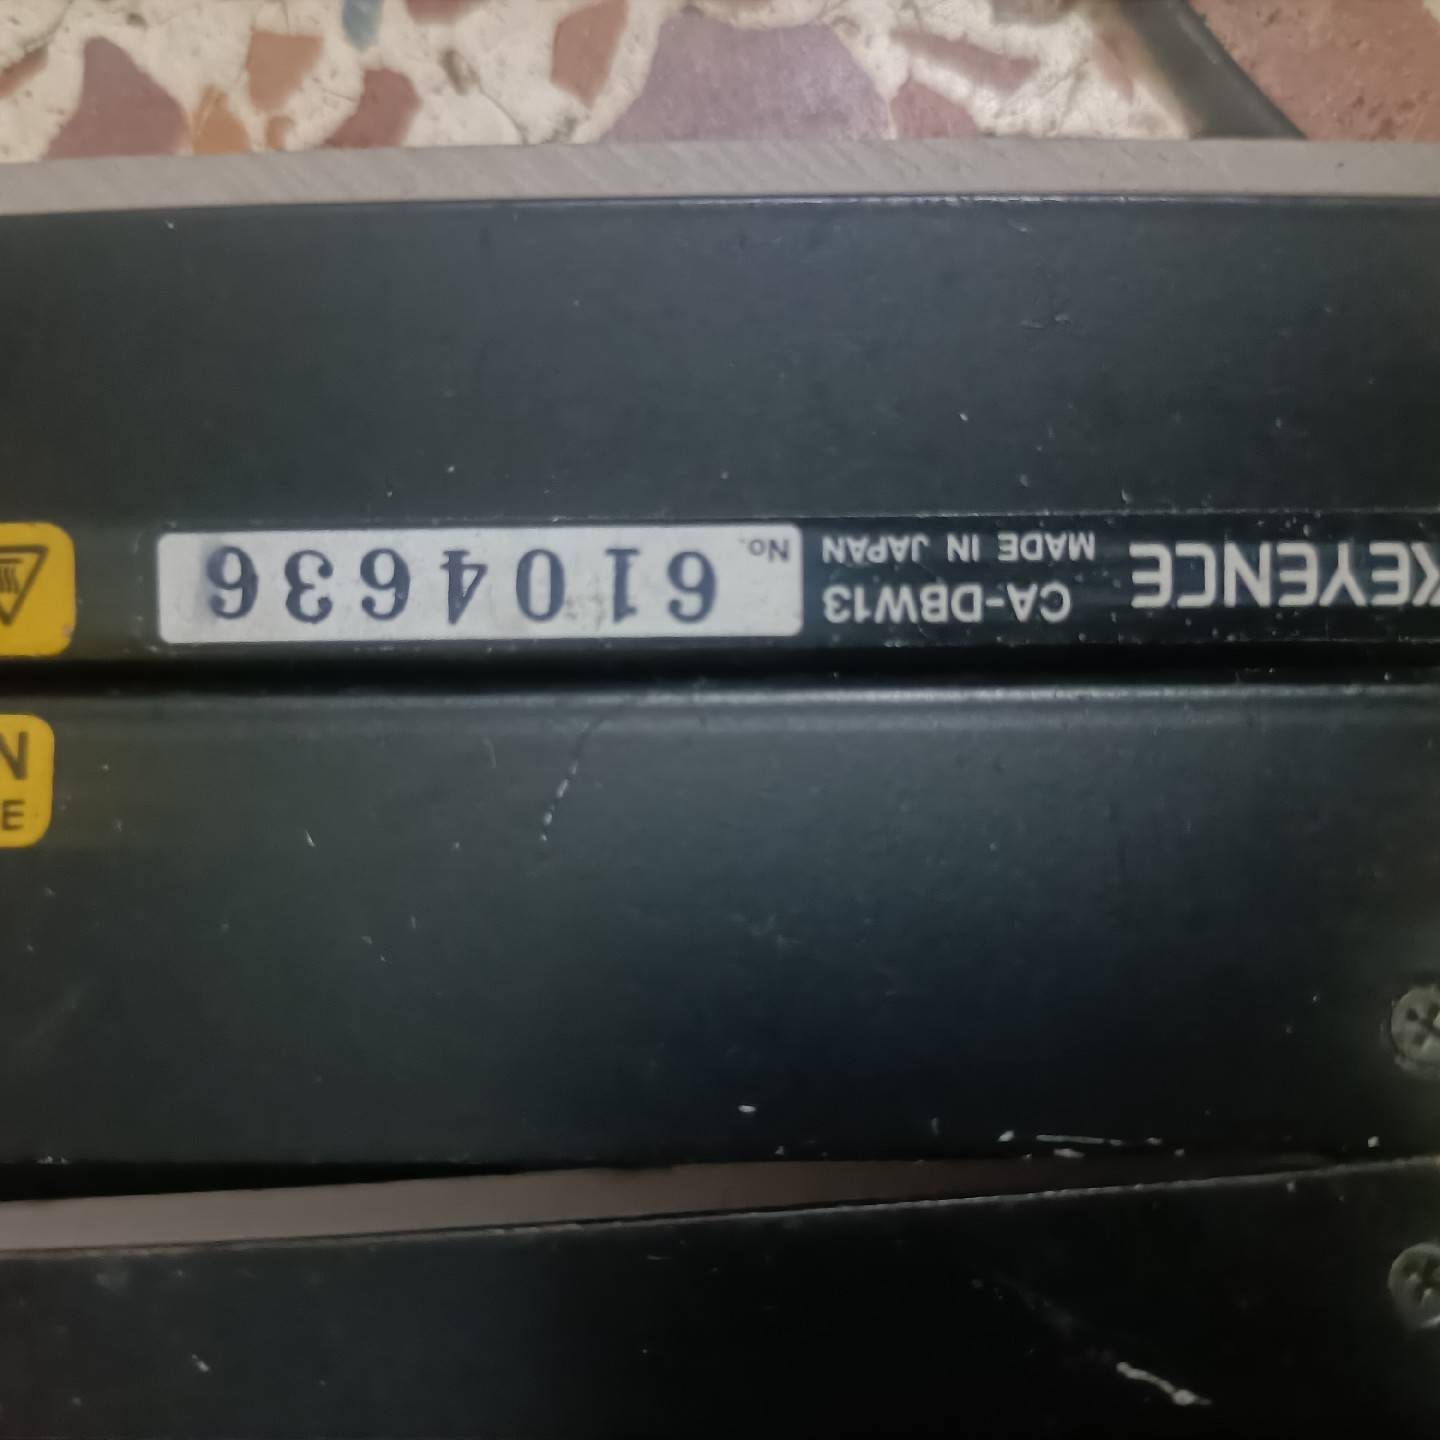 KEYENCE
CA-DBW13
MADE IN JAPAN
No. 6104636
N
E